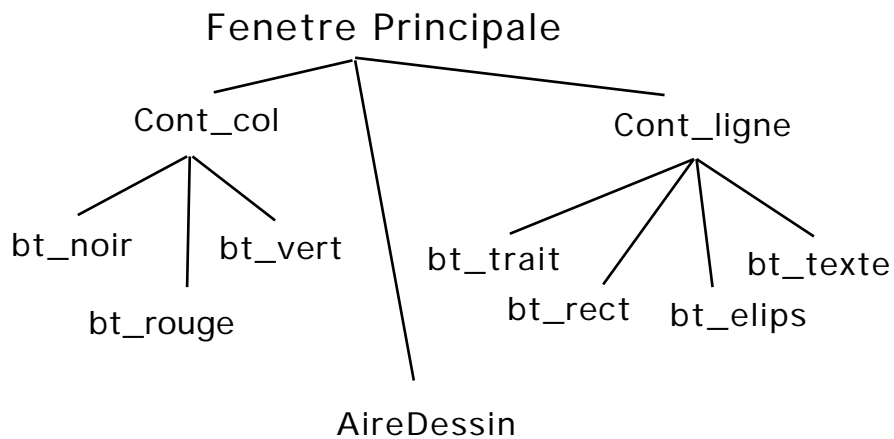 Fenetre Principale
Cont_col
Cont_ligne
bt_noir
bt_vert
bt_rouge
bt_trait
bt_rect
bt_elips
bt_texte
AireDessin